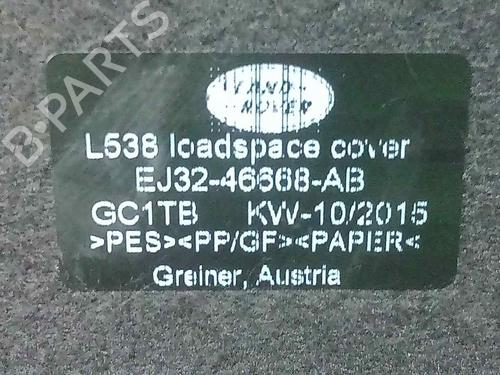 B-PARTS
LAND-
ROVER
L538 loadspace cover
EJ32-46668-AB
GC1TB KW-10/2015
>PES><PP/GF><PAPER<
Greiner, Austria